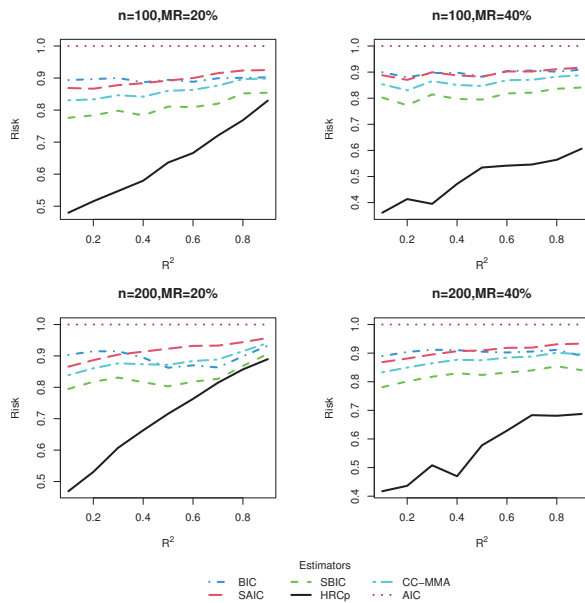 n=100,MR=20%
Risk
1.0
0.9
0.8
0.7
0.6
0.5
0.2 0.4 0.6 0.8
R²
n=100,MR=40%
Risk
1.0
0.9
0.8
0.7
0.6
0.5
0.4
0.2 0.4 0.6 0.8
R²
n=200,MR=20%
Risk
1.0
0.9
0.8
0.7
0.6
0.5
0.2 0.4 0.6 0.8
R²
n=200,MR=40%
Risk
1.0
0.9
0.8
0.7
0.6
0.5
0.4
0.2 0.4 0.6 0.8
R²
Estimators
BIC SBIC CC−MMA
SAIC HRCp AIC